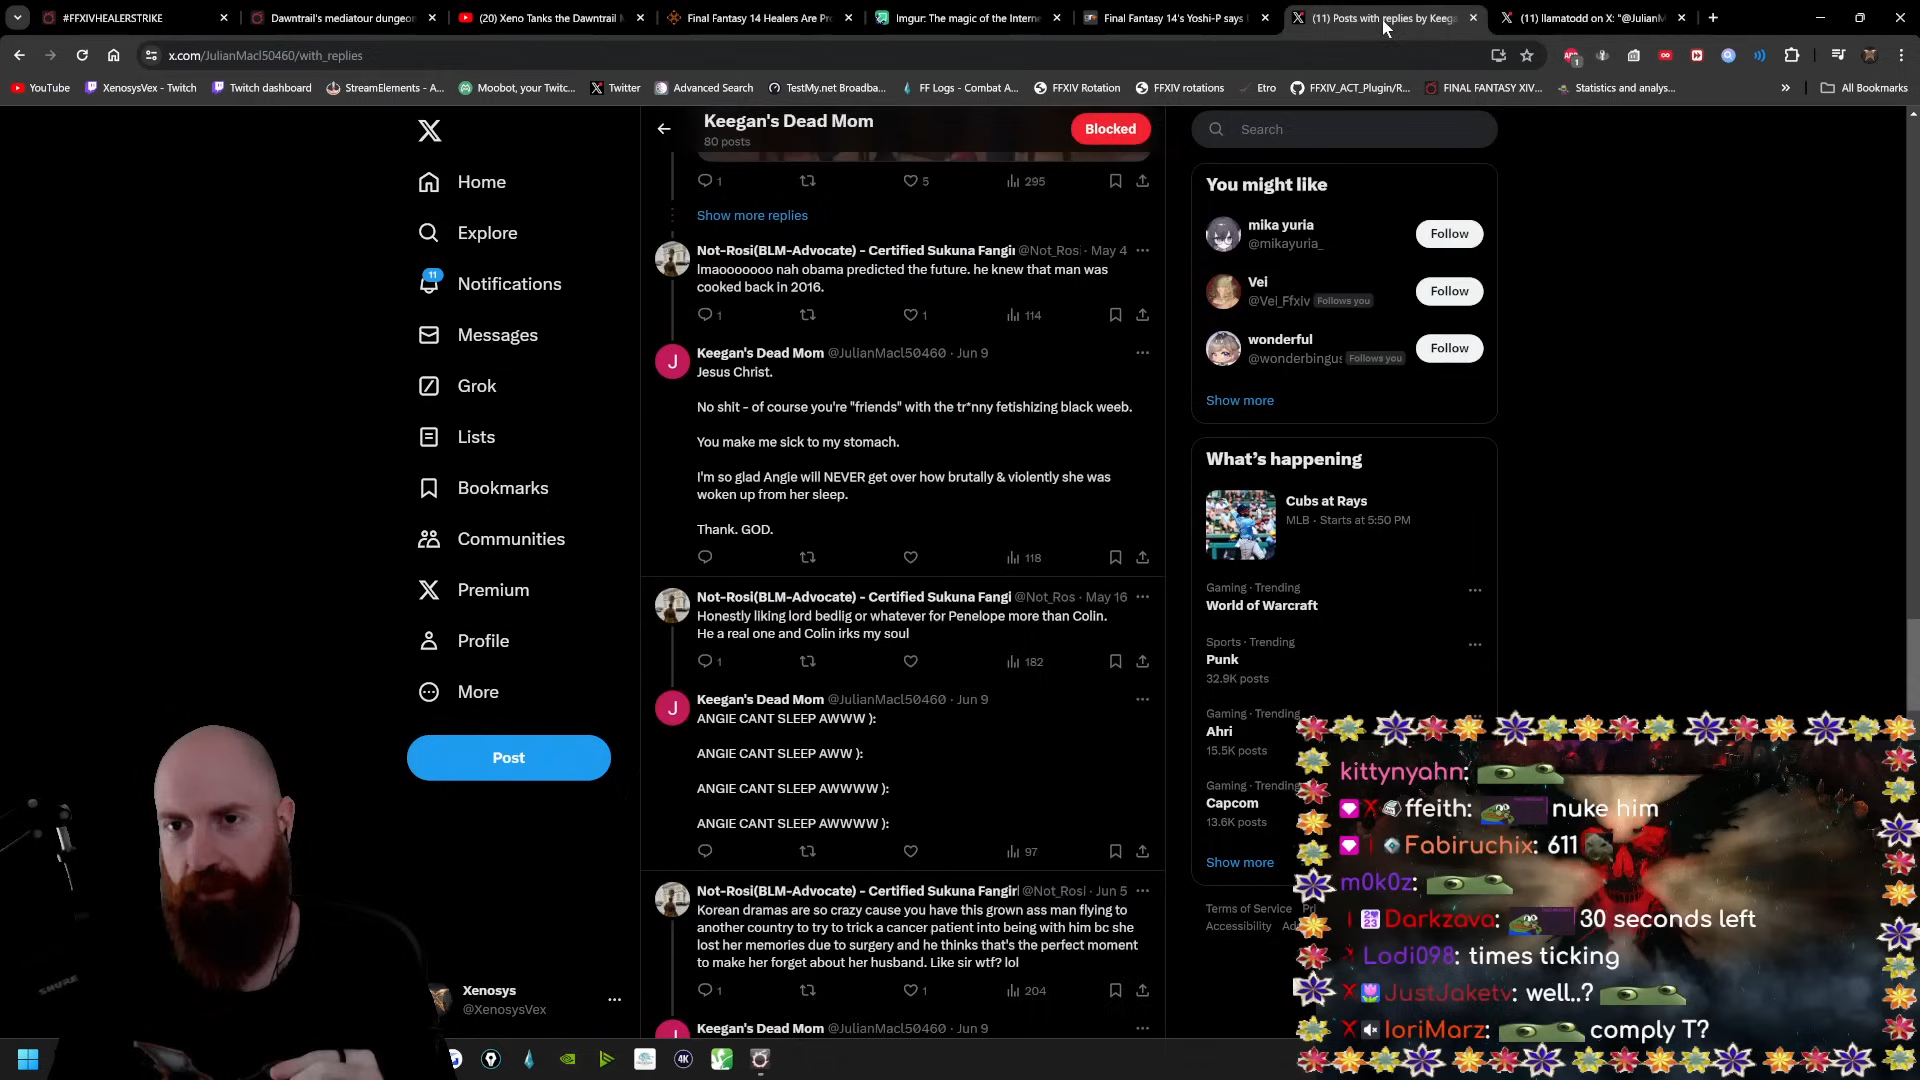 #FFXIVHEALERSTRIKE
Dawntrail's mediatour dungeon
(20) Xeno Tanks the Dawntrail M
Final Fantasy 14 Healers Are Pr
Imgur: The magic of the Interne
Final Fantasy 14's Yoshi-P says
(11) Posts with replies by Keega
(11) llamatodd on X: "@JulianM
x.com/JulianMacl50460/with_replies
YouTube
XenosysVex - Twitch
Twitch dashboard
StreamElements - A...
Moobot, your Twitc...
Twitter
Advanced Search
TestMy.net Broadba...
FF Logs - Combat A...
FFXIV Rotation
FFXIV rotations
Etro
FFXIV_ACT_Plugin/R...
FINAL FANTASY XIV...
Statistics and analys...
All Bookmarks
Home
Explore
11
Notifications
Messages
Grok
Lists
Bookmarks
Communities
Premium
Profile
More
Post
Xenosys
@XenosysVex
Keegan's Dead Mom
80 posts
Blocked
1 5 295
Show more replies
Not-Rosi(BLM-Advocate) - Certified Sukuna Fangir @Not_Rosi · May 4
lmaooooooo nah obama predicted the future. he knew that man was
cooked back in 2016.
1 1 114
J
Keegan's Dead Mom @JulianMacl50460 · Jun 9
Jesus Christ.
No shit - of course you're "friends" with the tr*nny fetishizing black weeb.
You make me sick to my stomach.
I'm so glad Angie will NEVER get over how brutally & violently she was
woken up from her sleep.
Thank. GOD.
118
Not-Rosi(BLM-Advocate) - Certified Sukuna Fangi @Not_Ros · May 16
Honestly liking lord bedlig or whatever for Penelope more than Colin.
He a real one and Colin irks my soul
1 182
J
Keegan's Dead Mom @JulianMacl50460 · Jun 9
ANGIE CANT SLEEP AWWW ):
ANGIE CANT SLEEP AWW ):
ANGIE CANT SLEEP AWWWW ):
ANGIE CANT SLEEP AWWWW ):
97
Not-Rosi(BLM-Advocate) - Certified Sukuna Fangir @Not_Rosi · Jun 5
Korean dramas are so crazy cause you have this grown ass man flying to
another country to try to trick a cancer patient into being with him bc she
lost her memories due to surgery and he thinks that's the perfect moment
to make her forget about her husband. Like sir wtf? lol
1 1 204
Keegan's Dead Mom @JulianMacl50460 · Jun 9
Search
You might like
mika yuria
@mikayuria_
Follow
Vei
@Vei_Ffxiv Follows you
Follow
wonderful
@wonderbingus Follows you
Follow
Show more
What's happening
Cubs at Rays
MLB · Starts at 5:50 PM
Gaming · Trending
World of Warcraft
Sports · Trending
Punk
32.9K posts
Gaming · Trending
Ahri
15.5K posts
Gaming · Trending
Capcom
13.6K posts
Show more
Terms of Service Pri
Accessibility Ad
kittynyahn:
ffeith: nuke him
Fabiruchix: 611
m0k0z:
Darkzava: 30 seconds left
Lodi098: times ticking
JustJaketv: well..?
IoriMarz: comply T?
SHURE
4K